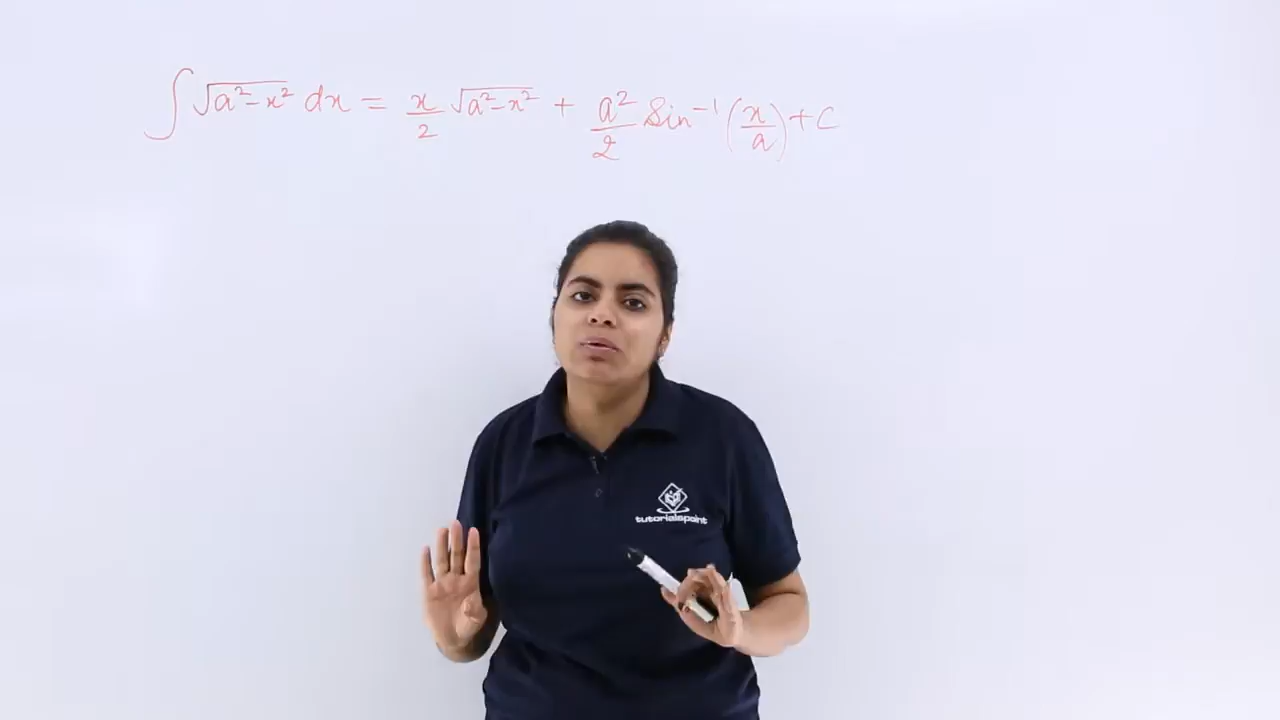 ∫√(a²-x²) dx = x/2 √(a²-x²) + a²/2 Sin⁻¹(x/a) + C
tutorialspoint